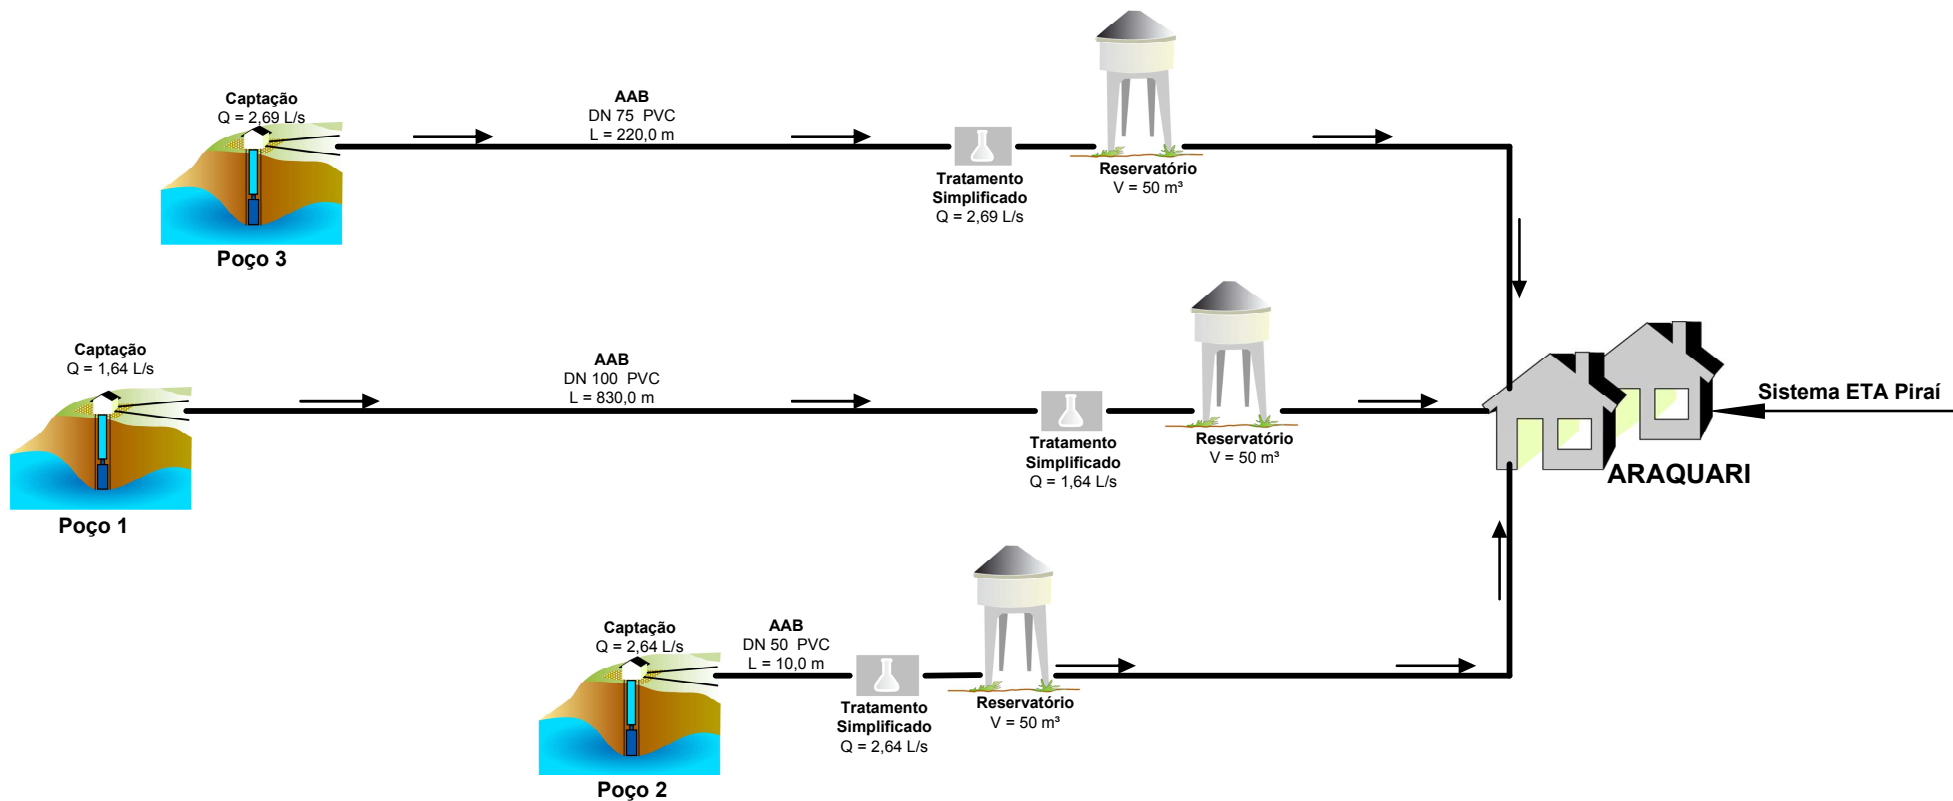 Captação
Q = 2,69 L/s
AAB
DN 75 PVC
L = 220,0 m
Tratamento
Simplificado
Q = 2,69 L/s
Reservatório
V = 50 m³
Poço 3
Captação
Q = 1,64 L/s
AAB
DN 100 PVC
L = 830,0 m
Tratamento
Simplificado
Q = 1,64 L/s
Reservatório
V = 50 m³
Poço 1
Sistema ETA Piraí
ARAQUARI
Captação
Q = 2,64 L/s
AAB
DN 50 PVC
L = 10,0 m
Tratamento
Simplificado
Q = 2,64 L/s
Reservatório
V = 50 m³
Poço 2